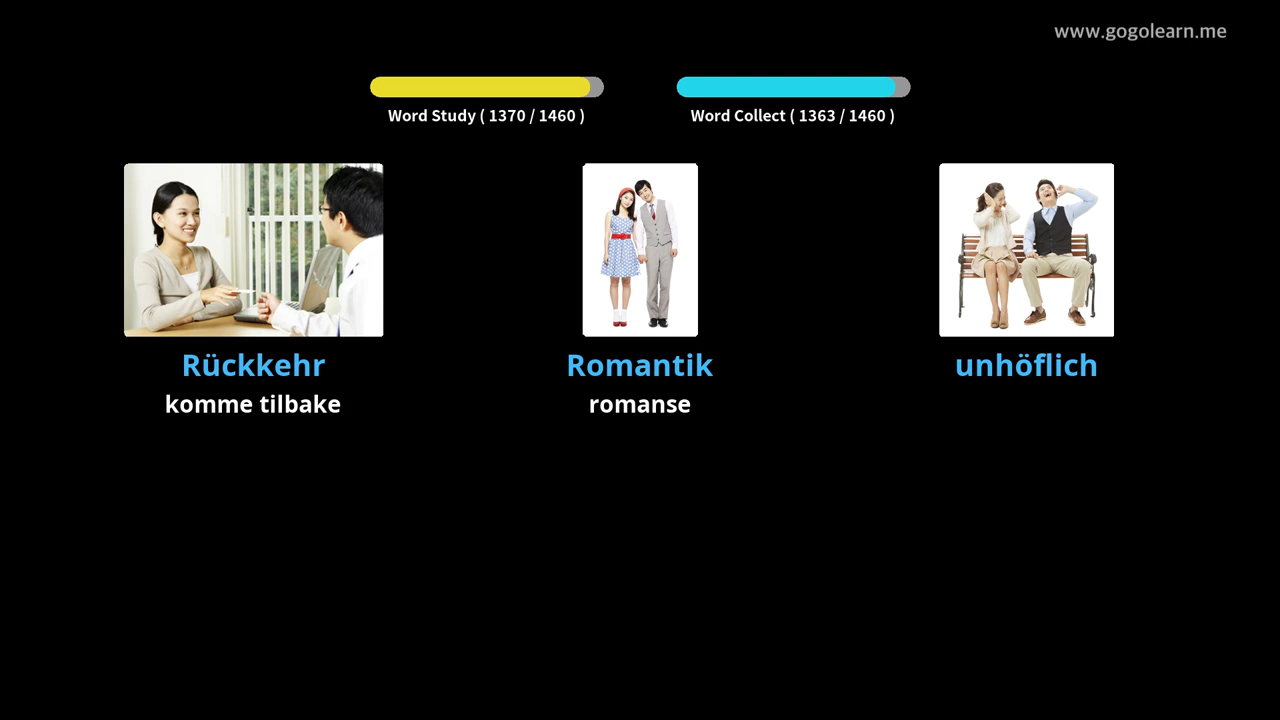 www.gogolearn.me
Word Study ( 1370 / 1460 )
Word Collect ( 1363 / 1460 )
Rückkehr
komme tilbake
Romantik
romanse
unhöflich